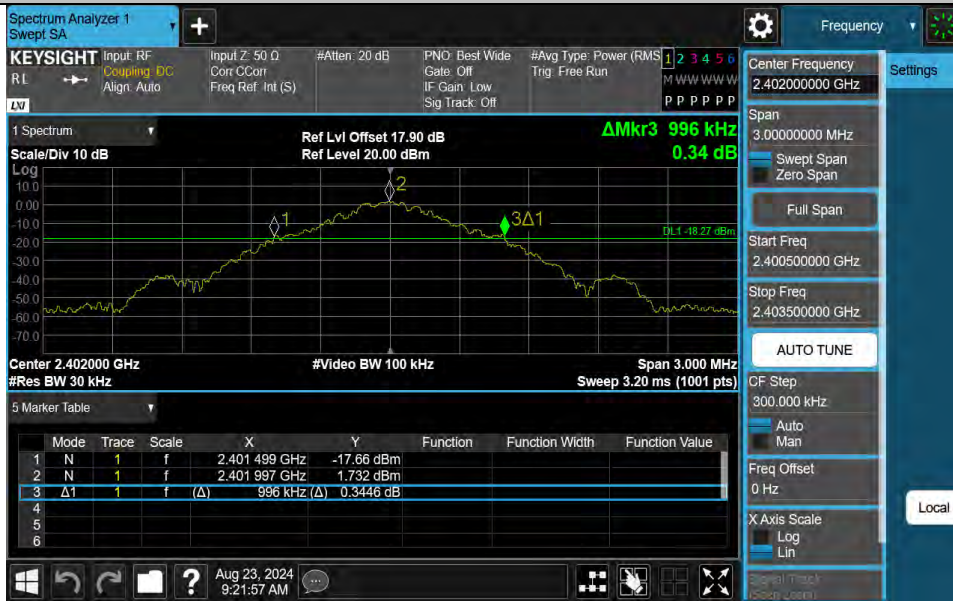 Spectrum Analyzer 1
Swept SA
+
Frequency
KEYSIGHT
RL
LXI
Input: RF
Coupling: DC
Align: Auto
Input Z: 50 Ω
Corr CCorr
Freq Ref: Int (S)
#Atten: 20 dB
PNO: Best Wide
Gate: Off
IF Gain: Low
Sig Track: Off
#Avg Type: Power (RMS
Trig: Free Run
1 2 3 4 5 6
M W W W W W
P P P P P P
1 Spectrum
Scale/Div 10 dB
Ref Lvl Offset 17.90 dB
Ref Level 20.00 dBm
ΔMkr3 996 kHz
0.34 dB
Log
10.0
0.00
-10.0
-20.0
-30.0
-40.0
-50.0
-60.0
-70.0
1
2
3Δ1
DL1 -18.27 dBm
Center 2.402000 GHz
#Res BW 30 kHz
#Video BW 100 kHz
Span 3.000 MHz
Sweep 3.20 ms (1001 pts)
5 Marker Table
Mode Trace Scale X Y Function Function Width Function Value
1 N 1 f 2.401 499 GHz -17.66 dBm
2 N 1 f 2.401 997 GHz 1.732 dBm
3 Δ1 1 f (Δ) 996 kHz (Δ) 0.3446 dB
4
5
6
?
Aug 23, 2024
9:21:57 AM
Center Frequency
2.402000000 GHz
Span
3.00000000 MHz
Swept Span
Zero Span
Full Span
Start Freq
2.400500000 GHz
Stop Freq
2.403500000 GHz
AUTO TUNE
CF Step
300.000 kHz
Auto
Man
Freq Offset
0 Hz
X Axis Scale
Log
Lin
Signal Track
(Span Zoom)
Settings
Local